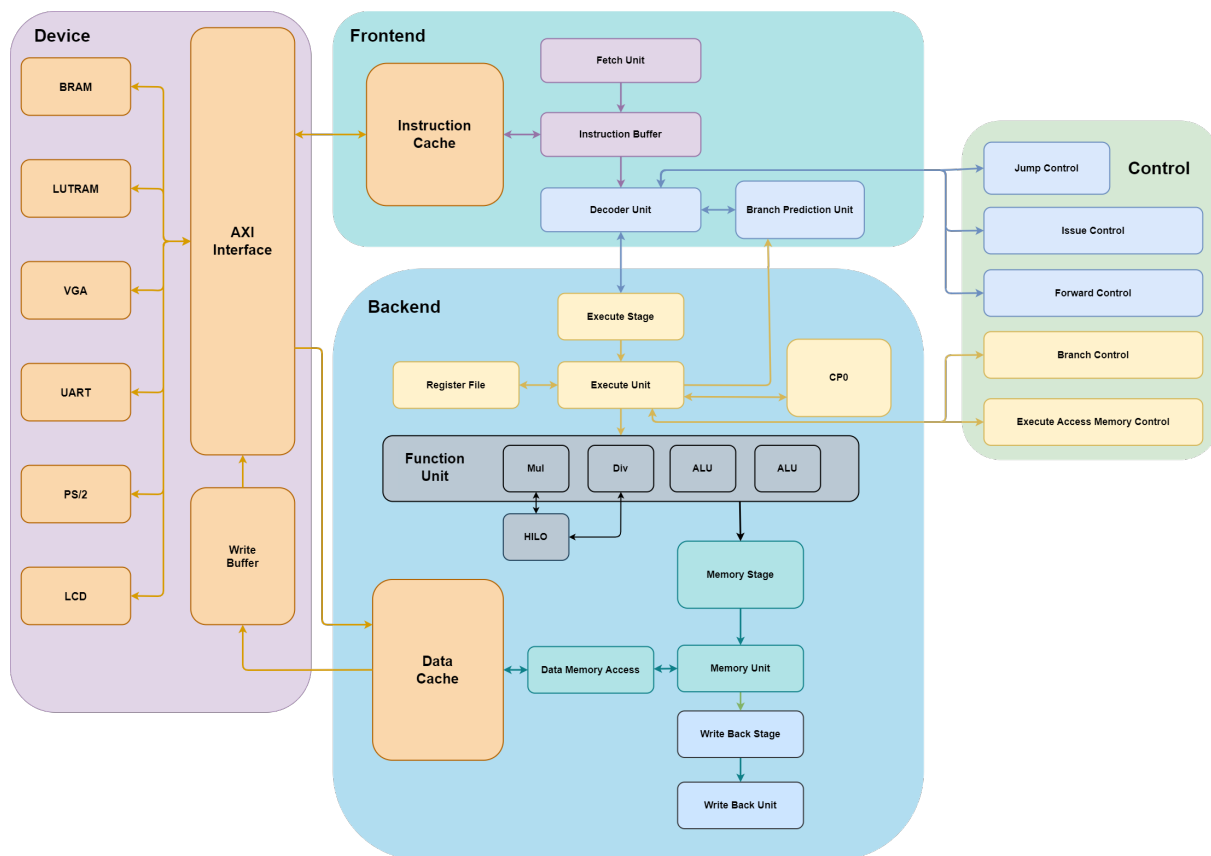 Device
BRAM
LUTRAM
VGA
UART
PS/2
LCD
AXI
Interface
Write
Buffer
Frontend
Instruction
Cache
Fetch Unit
Instruction Buffer
Decoder Unit
Branch Prediction Unit
Control
Jump Control
Issue Control
Forward Control
Branch Control
Execute Access Memory Control
Backend
Execute Stage
Register File
Execute Unit
CP0
Function
Unit
Mul
Div
ALU
ALU
HILO
Memory Stage
Data
Cache
Data Memory Access
Memory Unit
Write Back Stage
Write Back Unit